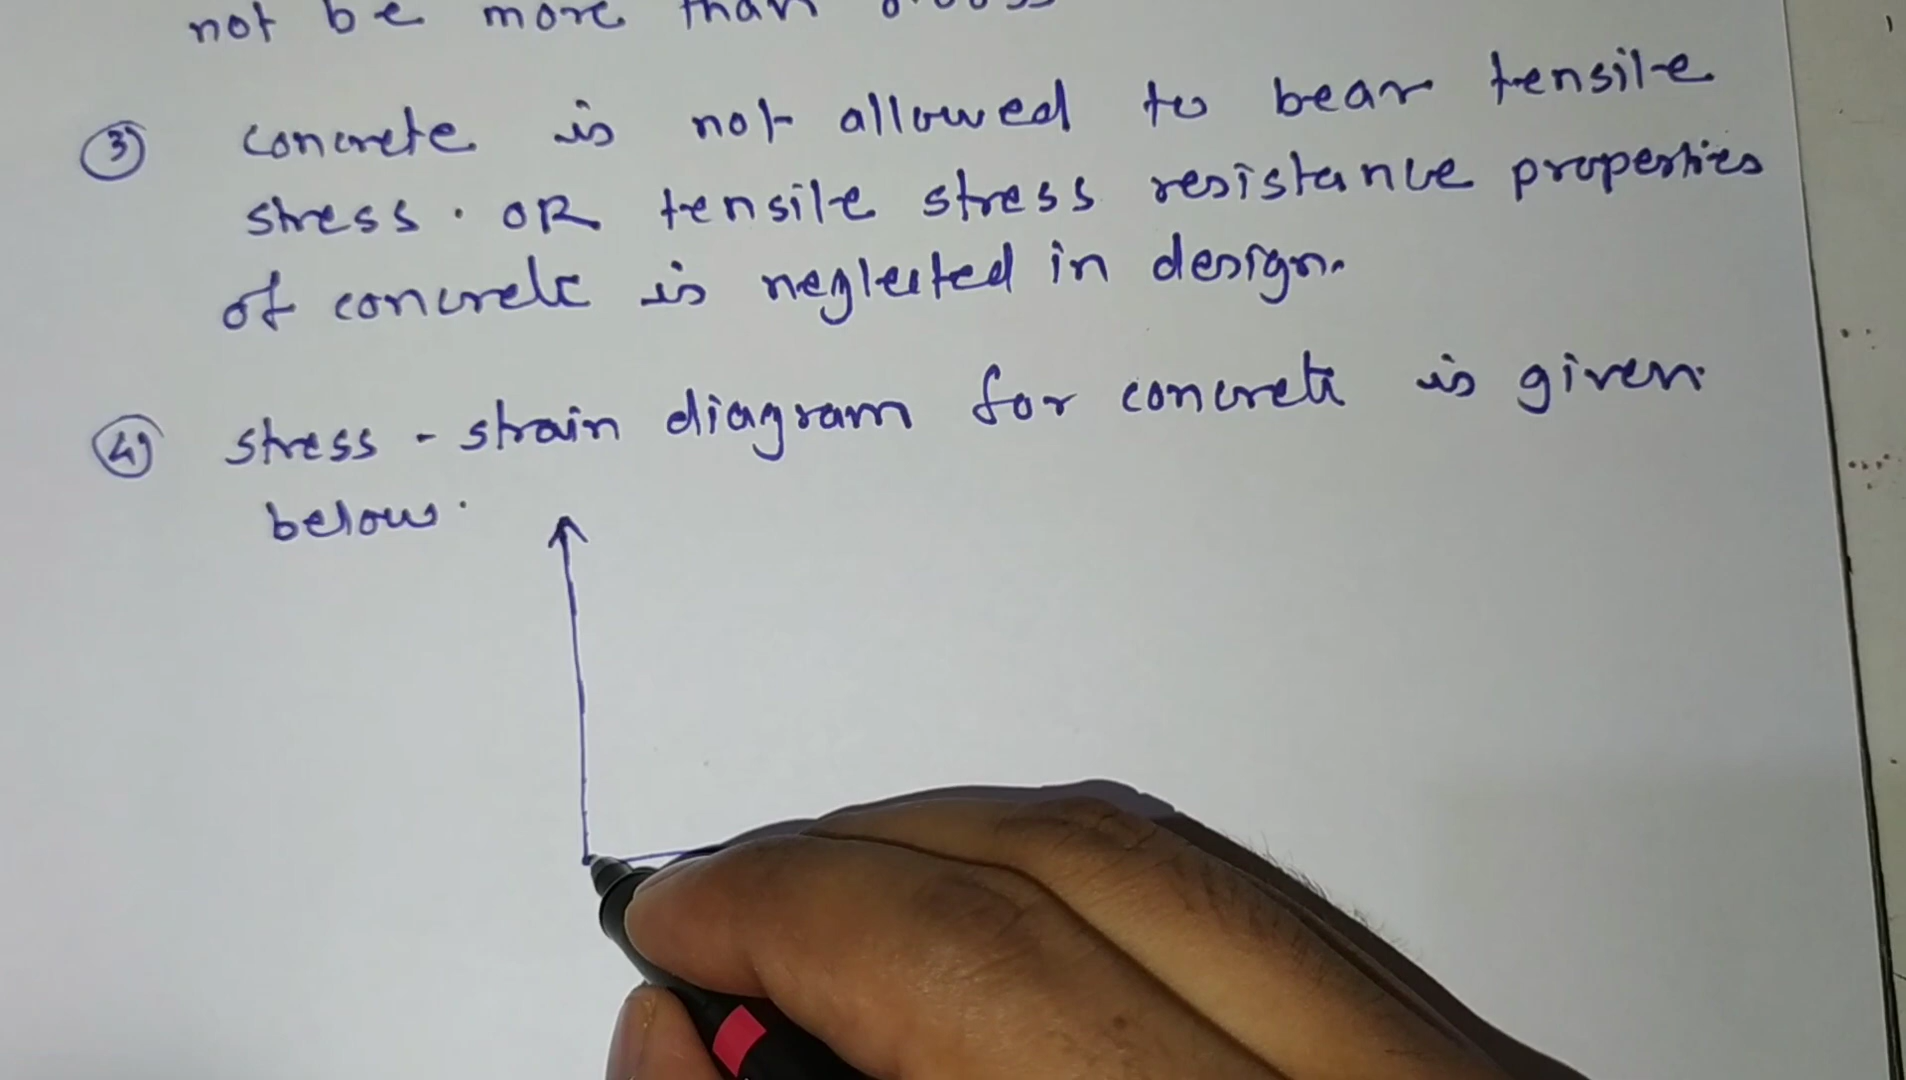 not be more than
③ concrete is not allowed to bear tensile
stress. OR tensile stress resistance properties
of concrete is neglected in design.
④ stress - strain diagram for concrete is given
below.